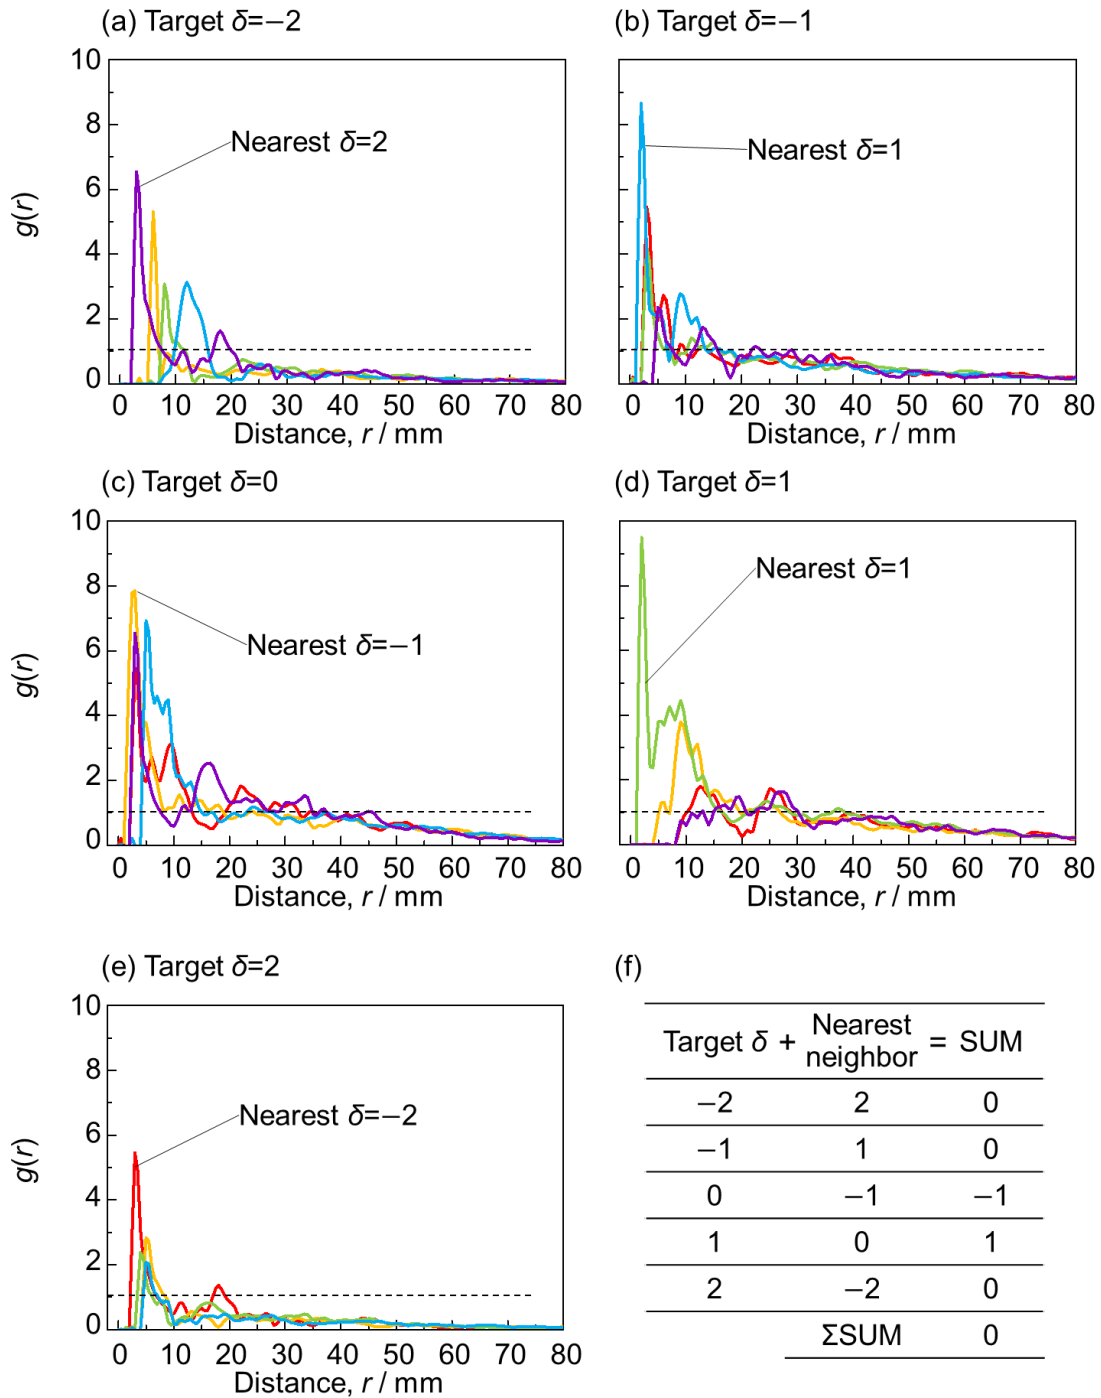 (a) Target δ=−2
10
8
6
4
2
0
g(r)
Nearest δ=2
0 10 20 30 40 50 60 70 80
Distance, r / mm
(b) Target δ=−1
Nearest δ=1
0 10 20 30 40 50 60 70 80
Distance, r / mm
(c) Target δ=0
10
8
6
4
2
0
g(r)
Nearest δ=−1
0 10 20 30 40 50 60 70 80
Distance, r / mm
(d) Target δ=1
Nearest δ=1
0 10 20 30 40 50 60 70 80
Distance, r / mm
(e) Target δ=2
10
8
6
4
2
0
g(r)
Nearest δ=−2
0 10 20 30 40 50 60 70 80
Distance, r / mm
(f)
Target δ + Nearest neighbor = SUM
−2 2 0
−1 1 0
0 −1 −1
1 0 1
2 −2 0
ΣSUM 0